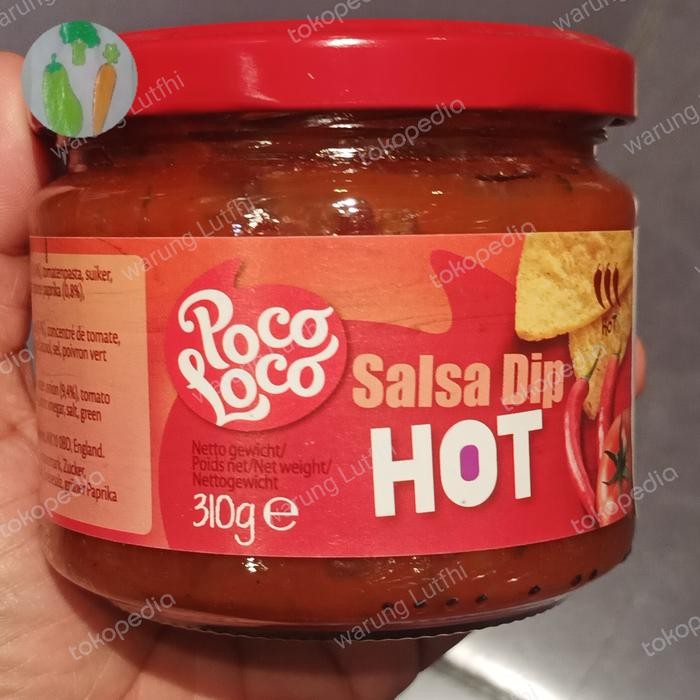 Poco
Loco
Salsa Dip
HOT
HOT
Netto gewicht/
Poids net/Net weight/
Nettogewicht
310g e
tomatenpasta, suiker,
paprika (0,8%),
concentré de tomate,
sel, poivron vert
onion (9,4%), tomato
vinegar, salt, green
England.
Zucker,
Paprika
tokopedia
warung Lutfhi